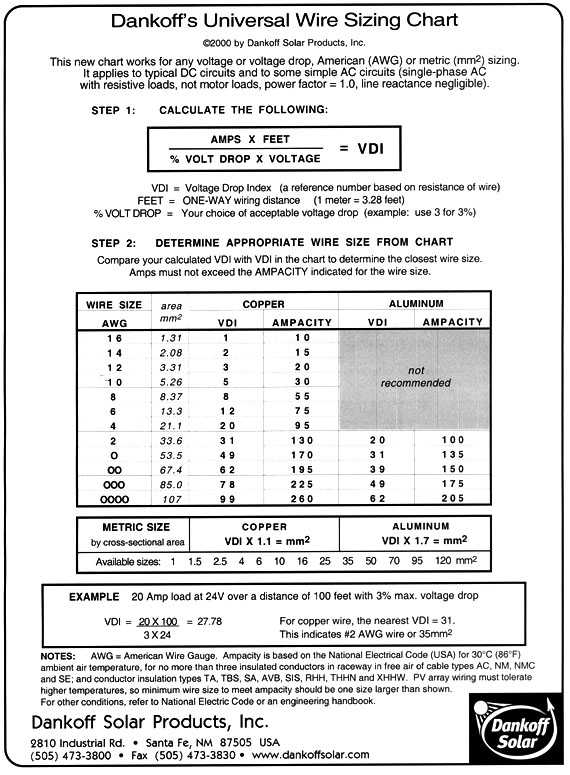 Dankoff's Universal Wire Sizing Chart
©2000 by Dankoff Solar Products, Inc.
This new chart works for any voltage or voltage drop, American (AWG) or metric (mm2) sizing.
It applies to typical DC circuits and to some simple AC circuits (single-phase AC
with resistive loads, not motor loads, power factor = 1.0, line reactance negligible).
STEP 1: CALCULATE THE FOLLOWING:
AMPS X FEET
% VOLT DROP X VOLTAGE = VDI
VDI = Voltage Drop Index (a reference number based on resistance of wire)
FEET = ONE-WAY wiring distance (1 meter = 3.28 feet)
% VOLT DROP = Your choice of acceptable voltage drop (example: use 3 for 3%)
STEP 2: DETERMINE APPROPRIATE WIRE SIZE FROM CHART
Compare your calculated VDI with VDI in the chart to determine the closest wire size.
Amps must not exceed the AMPACITY indicated for the wire size.
WIRE SIZE area COPPER ALUMINUM
AWG mm2 VDI AMPACITY VDI AMPACITY
16 1.31 1 10
14 2.08 2 15
12 3.31 3 20 not
10 5.26 5 30 recommended
8 8.37 8 55
6 13.3 12 75
4 21.1 20 95
2 33.6 31 130 20 100
0 53.5 49 170 31 135
00 67.4 62 195 39 150
000 85.0 78 225 49 175
0000 107 99 260 62 205
METRIC SIZE COPPER ALUMINUM
by cross-sectional area VDI X 1.1 = mm2 VDI X 1.7 = mm2
Available sizes: 1 1.5 2.5 4 6 10 16 25 35 50 70 95 120 mm2
EXAMPLE 20 Amp load at 24V over a distance of 100 feet with 3% max. voltage drop
VDI = 20 X 100 = 27.78 For copper wire, the nearest VDI = 31.
3 X 24 This indicates #2 AWG wire or 35mm2
NOTES: AWG = American Wire Gauge. Ampacity is based on the National Electrical Code (USA) for 30°C (86°F)
ambient air temperature, for no more than three insulated conductors in raceway in free air of cable types AC, NM, NMC
and SE; and conductor insulation types TA, TBS, SA, AVB, SIS, RHH, THHN and XHHW. PV array wiring must tolerate
higher temperatures, so minimum wire size to meet ampacity should be one size larger than shown.
For other conditions, refer to National Electric Code or an engineering handbook.
Dankoff Solar Products, Inc.
2810 Industrial Rd. • Santa Fe, NM 87505 USA
(505) 473-3800 • Fax (505) 473-3830 • www.dankoffsolar.com
Dankoff
Solar